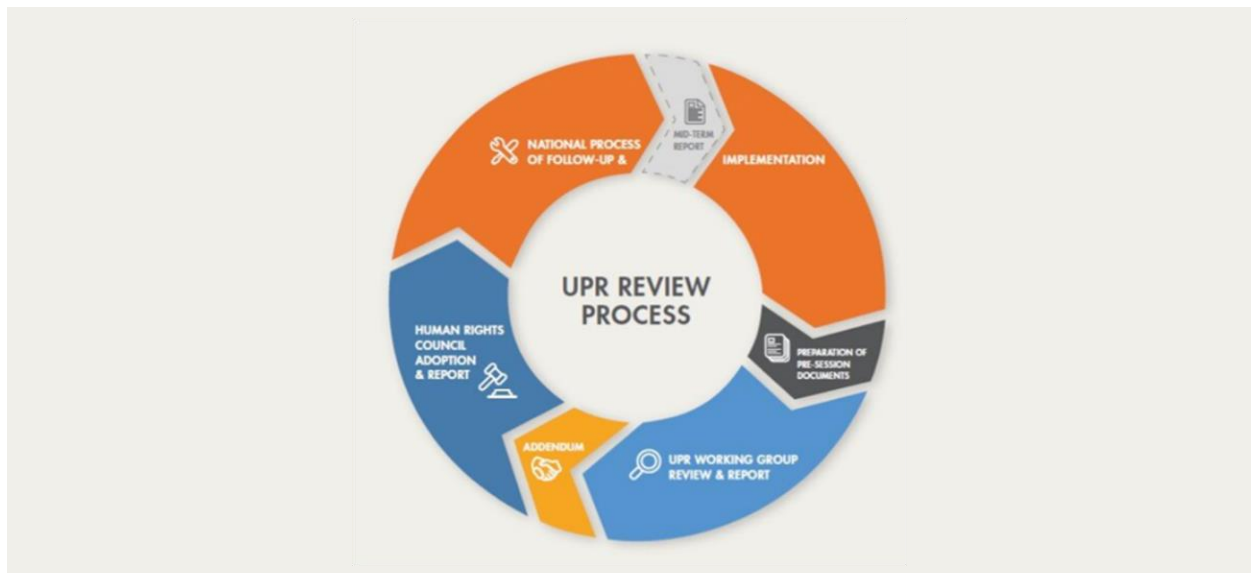 UPR REVIEW
PROCESS
NATIONAL PROCESS
OF FOLLOW-UP &
MID-TERM
REPORT
IMPLEMENTATION
PREPARATION OF
PRE-SESSION
DOCUMENTS
UPR WORKING GROUP
REVIEW & REPORT
ADDENDUM
HUMAN RIGHTS
COUNCIL
ADOPTION
& REPORT